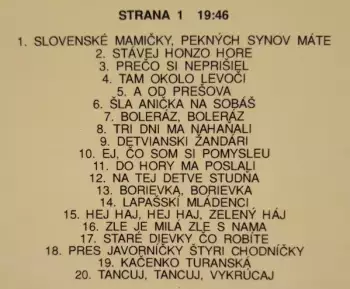 STRANA 1 19:46
1. SLOVENSKÉ MAMIČKY, PEKNÝCH SYNOV MÁTE
2. STÁVEJ HONZO HORE
3. PREČO SI NEPRIŠIEL
4. TAM OKOLO LEVOČI
5. A OD PREŠOVA
6. ŠLA ANIČKA NA SOBÁŠ
7. BOLERÁZ, BOLERÁZ
8. TRI DNI MA NAHÁŇALI
9. DETVIANSKI ŽANDÁRI
10. EJ, ČO SOM SI POMYSLEU
11. DO HORY MA POSLALI
12. NA TEJ DETVE STUDŇA
13. BORIEVKA, BORIEVKA
14. LAPAŠSKÍ MLÁDENCI
15. HEJ HAJ, HEJ HAJ, ZELENÝ HÁJ
16. ZLE JE MILÁ ZLE S NAMA
17. STARÉ DIEVKY ČO ROBÍTE
18. PRES JAVORNÍČKY ŠTYRI CHODNÍČKY
19. KAČENKO TURANSKÁ
20. TANCUJ, TANCUJ, VYKRÚCAJ